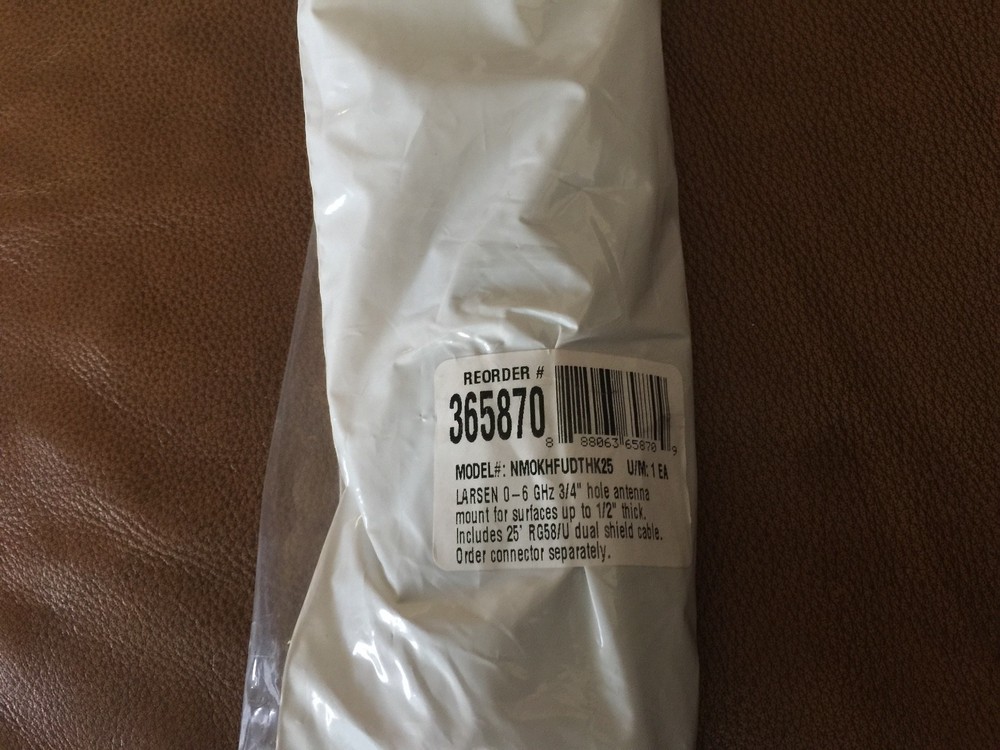 REORDER #
365870
8 88063 65870 9
MODEL#: NMOKHFUDTHK25 U/M: 1 EA
LARSEN 0-6 GHz 3/4" hole antenna
mount for surfaces up to 1/2" thick.
Includes 25' RG58/U dual shield cable.
Order connector separately.